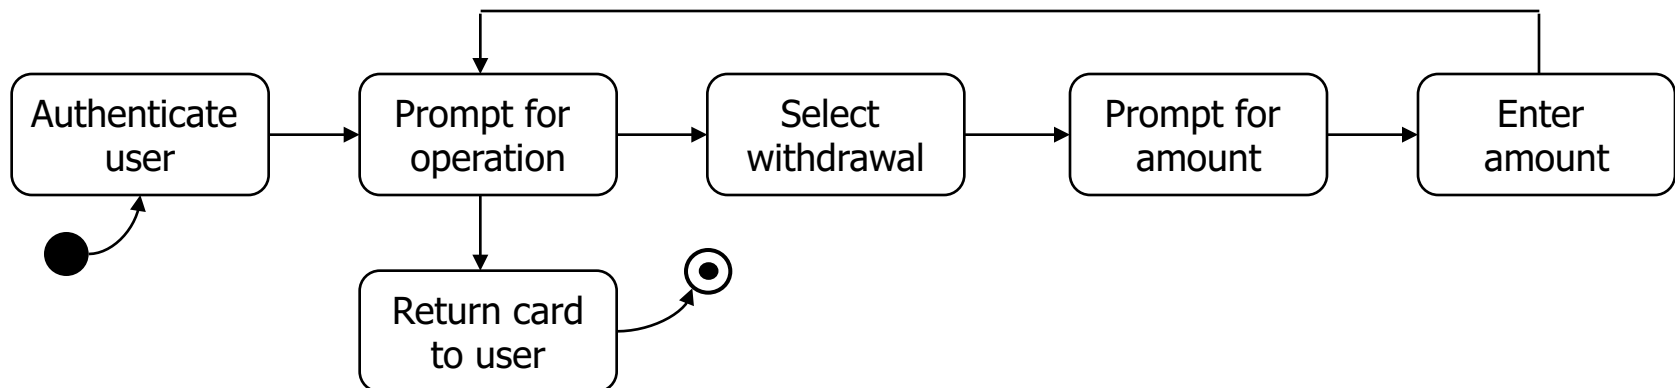 Authenticate
user
Prompt for
operation
Select
withdrawal
Prompt for
amount
Enter
amount
Return card
to user